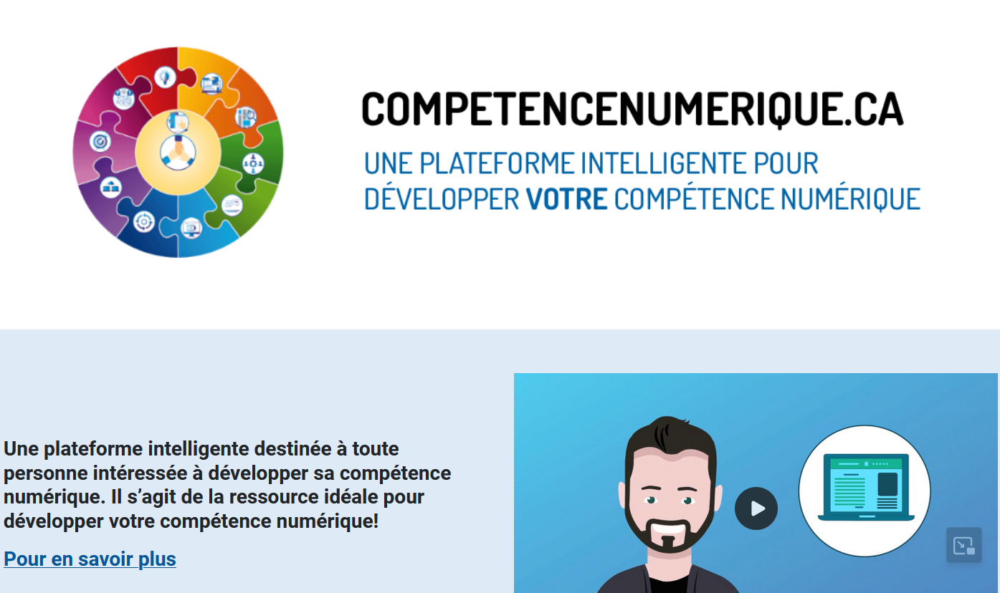 COMPETENCENUMERIQUE.CA
UNE PLATEFORME INTELLIGENTE POUR
DÉVELOPPER VOTRE COMPÉTENCE NUMÉRIQUE
Une plateforme intelligente destinée à toute
personne intéressée à développer sa compétence
numérique. Il s’agit de la ressource idéale pour
développer votre compétence numérique!
Pour en savoir plus